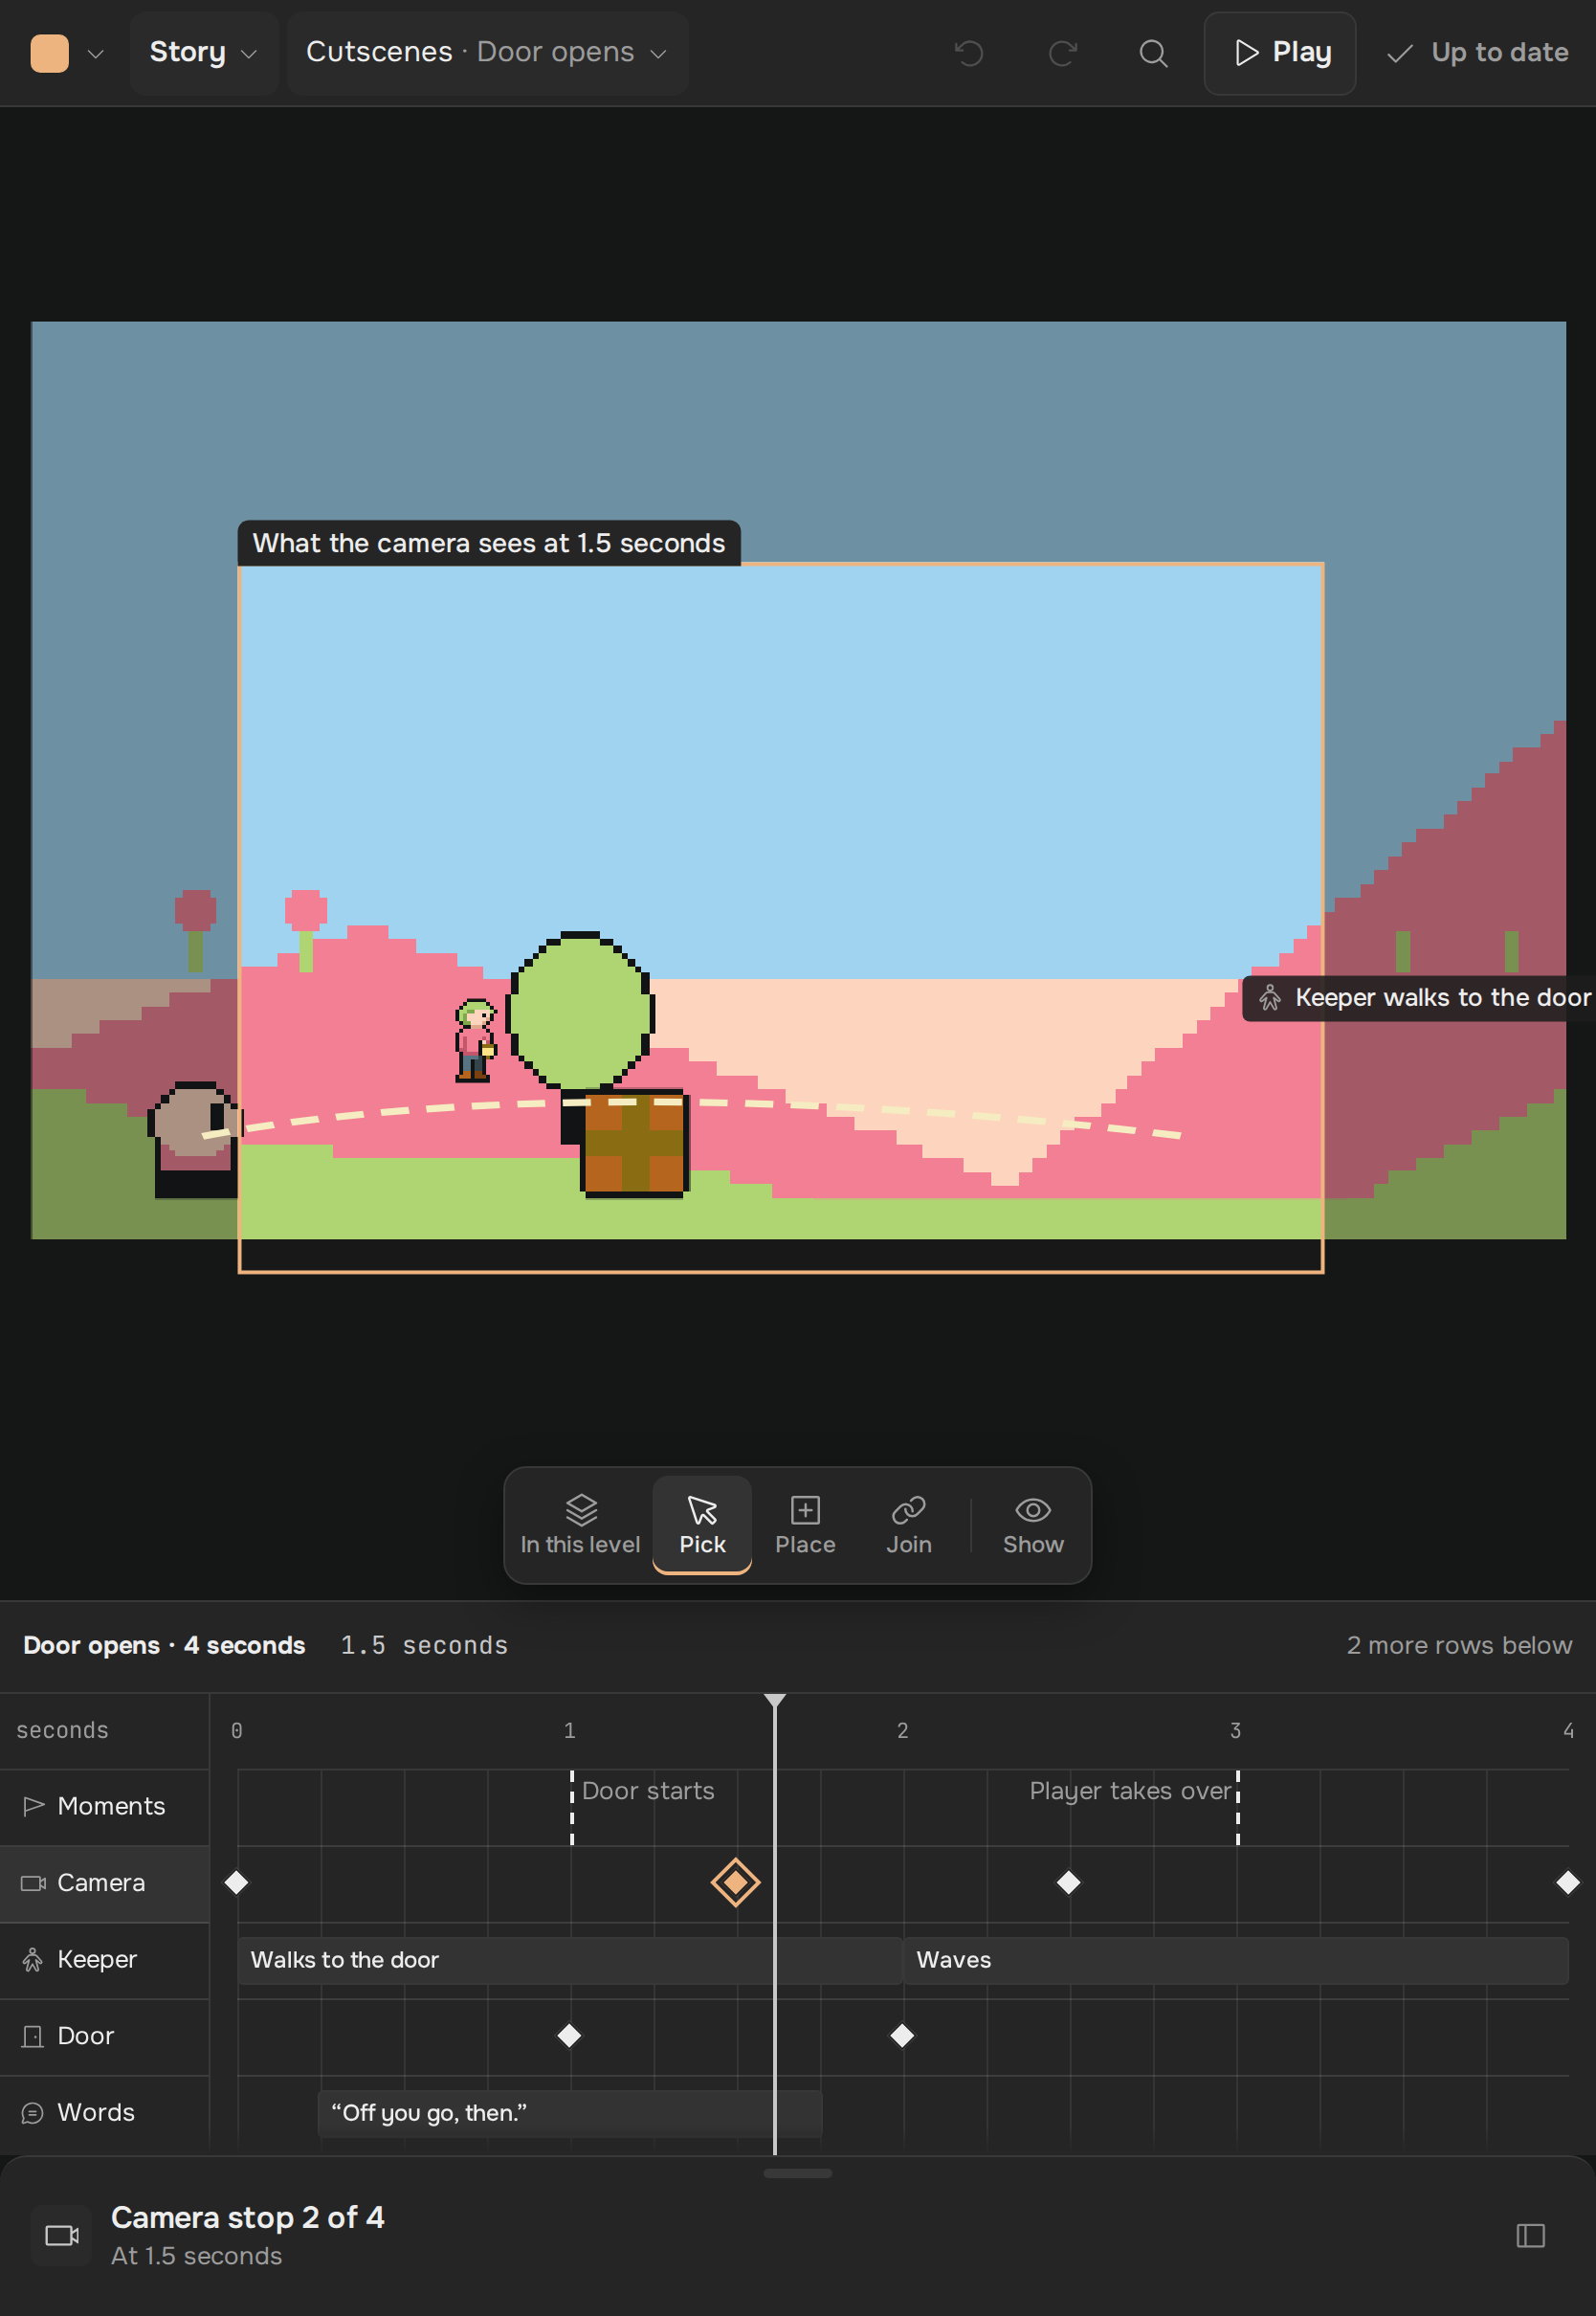 Story
Cutscenes · Door opens
Play
Up to date
What the camera sees at 1.5 seconds
Keeper walks to the door
In this level
Pick
Place
Join
Show
Door opens · 4 seconds
1.5 seconds
2 more rows below
seconds
0
1
2
3
4
Moments
Door starts
Player takes over
Camera
Keeper
Walks to the door
Waves
Door
Words
“Off you go, then.”
Camera stop 2 of 4
At 1.5 seconds